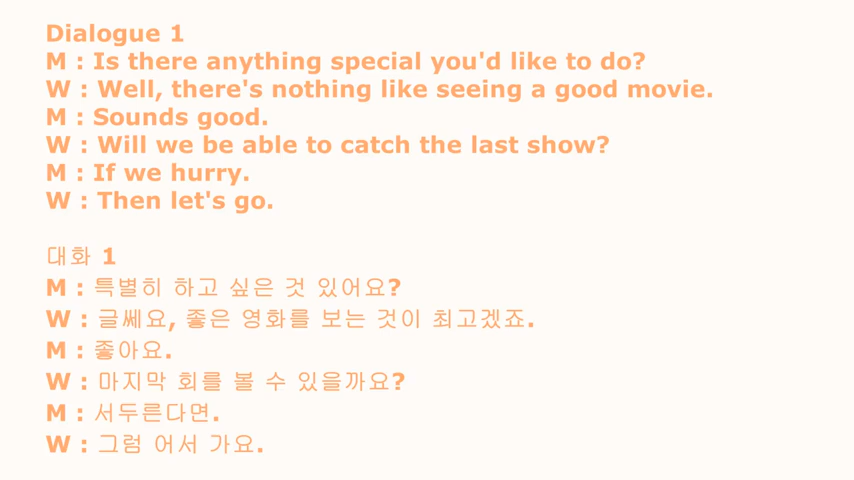 Dialogue 1
M : Is there anything special you'd like to do?
W : Well, there's nothing like seeing a good movie.
M : Sounds good.
W : Will we be able to catch the last show?
M : If we hurry.
W : Then let's go.
대화 1
M : 특별히 하고 싶은 것 있어요?
W : 글쎄요, 좋은 영화를 보는 것이 최고겠죠.
M : 좋아요.
W : 마지막 회를 볼 수 있을까요?
M : 서두른다면.
W : 그럼 어서 가요.